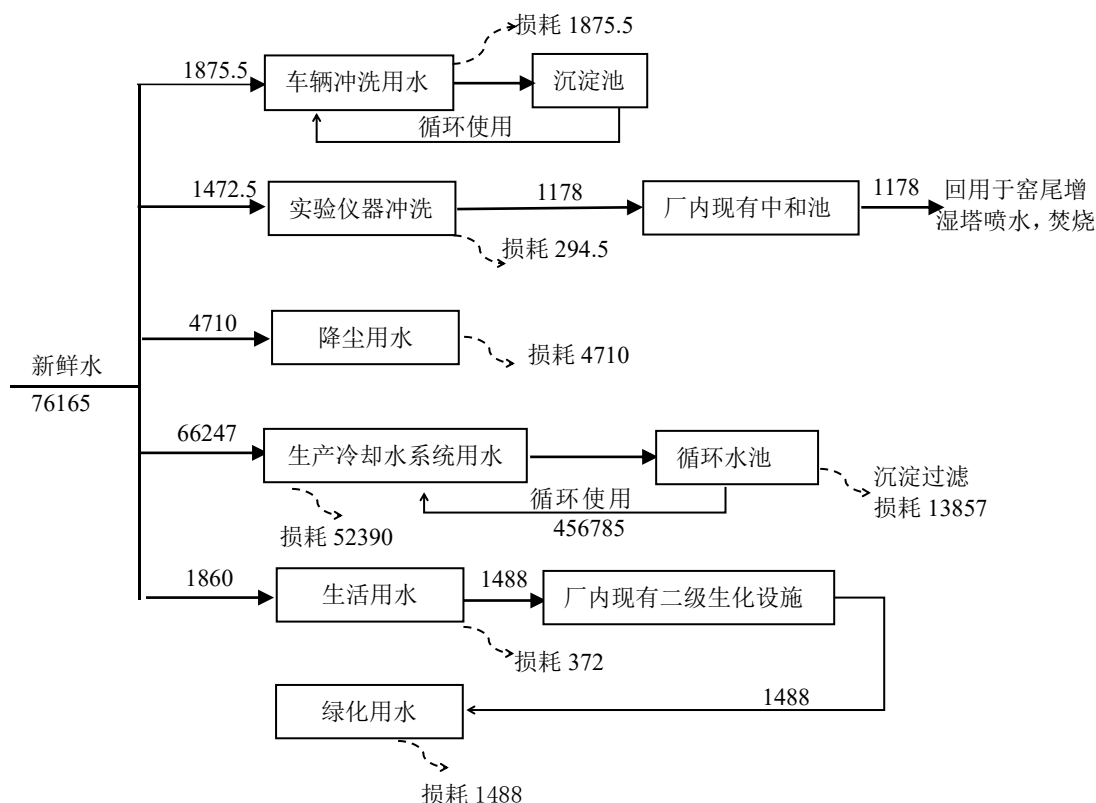 损耗 1875.5
1875.5
车辆冲洗用水
沉淀池
循环使用
1472.5
实验仪器冲洗
1178
厂内现有中和池
1178
回用于窑尾增
湿塔喷水，焚烧
损耗 294.5
4710
降尘用水
损耗 4710
新鲜水
76165
66247
生产冷却水系统用水
循环水池
沉淀过滤
损耗 13857
循环使用
456785
损耗 52390
1860
生活用水
1488
厂内现有二级生化设施
损耗 372
绿化用水
1488
损耗 1488